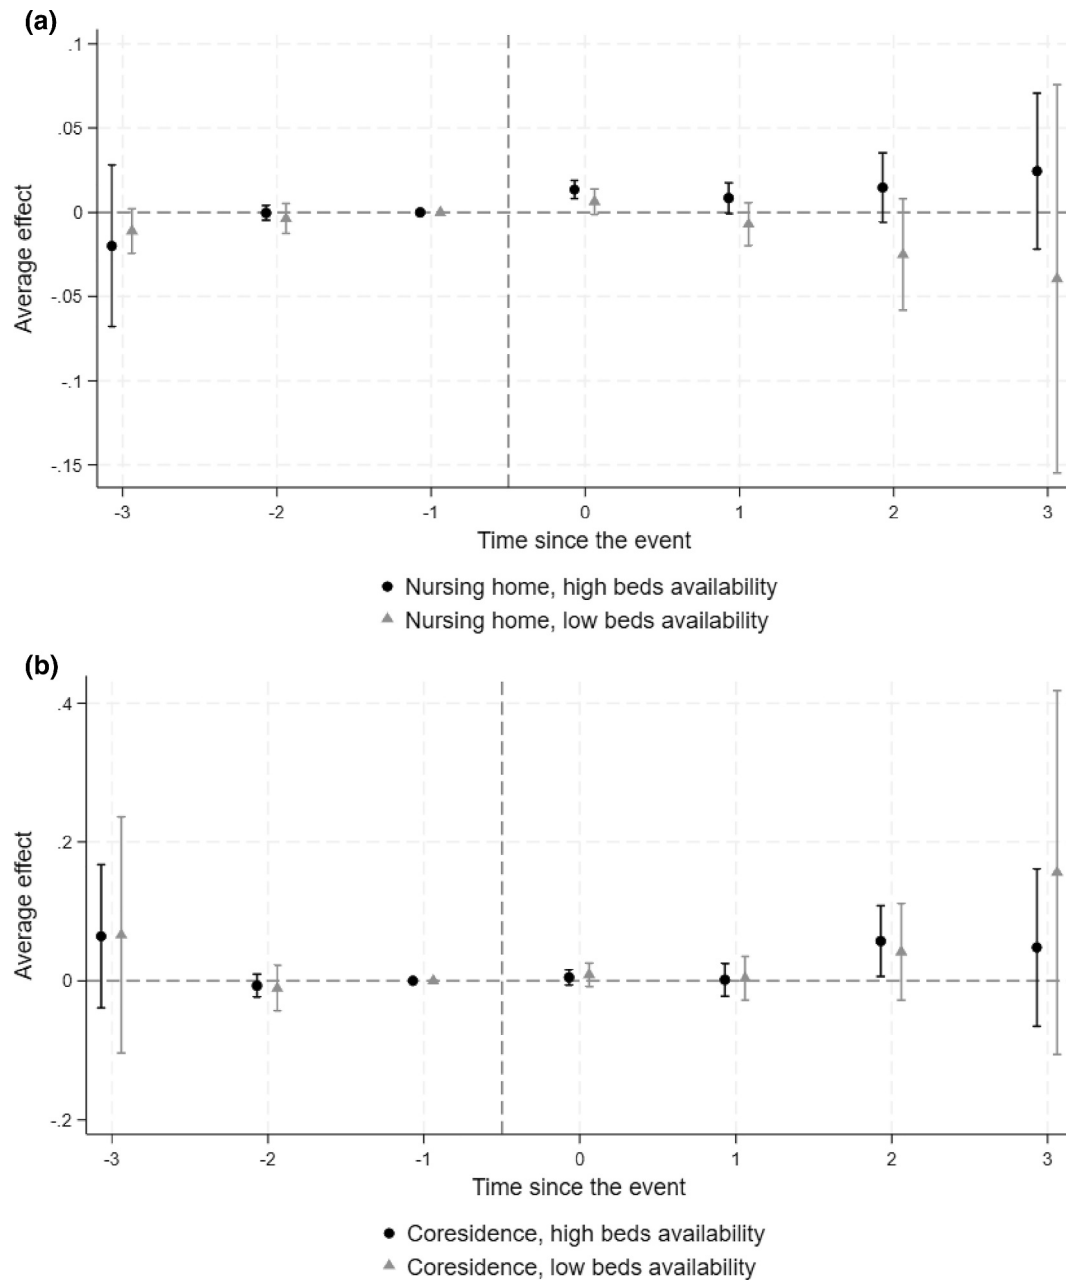 (a)
.1
.05
0
-.05
-.1
-.15
Average effect
-3 -2 -1 0 1 2 3
Time since the event
Nursing home, high beds availability
Nursing home, low beds availability
(b)
.4
.2
0
-.2
Average effect
-3 -2 -1 0 1 2 3
Time since the event
Coresidence, high beds availability
Coresidence, low beds availability